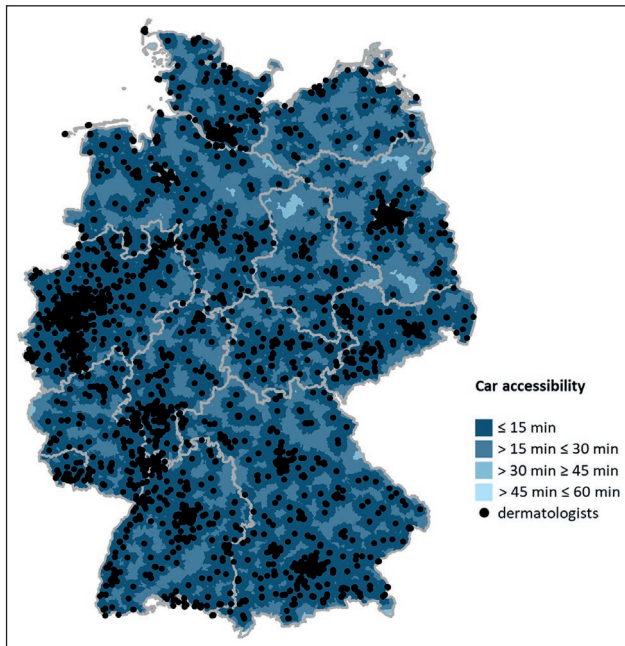 Car accessibility
≤ 15 min
> 15 min ≤ 30 min
> 30 min ≥ 45 min
> 45 min ≤ 60 min
dermatologists